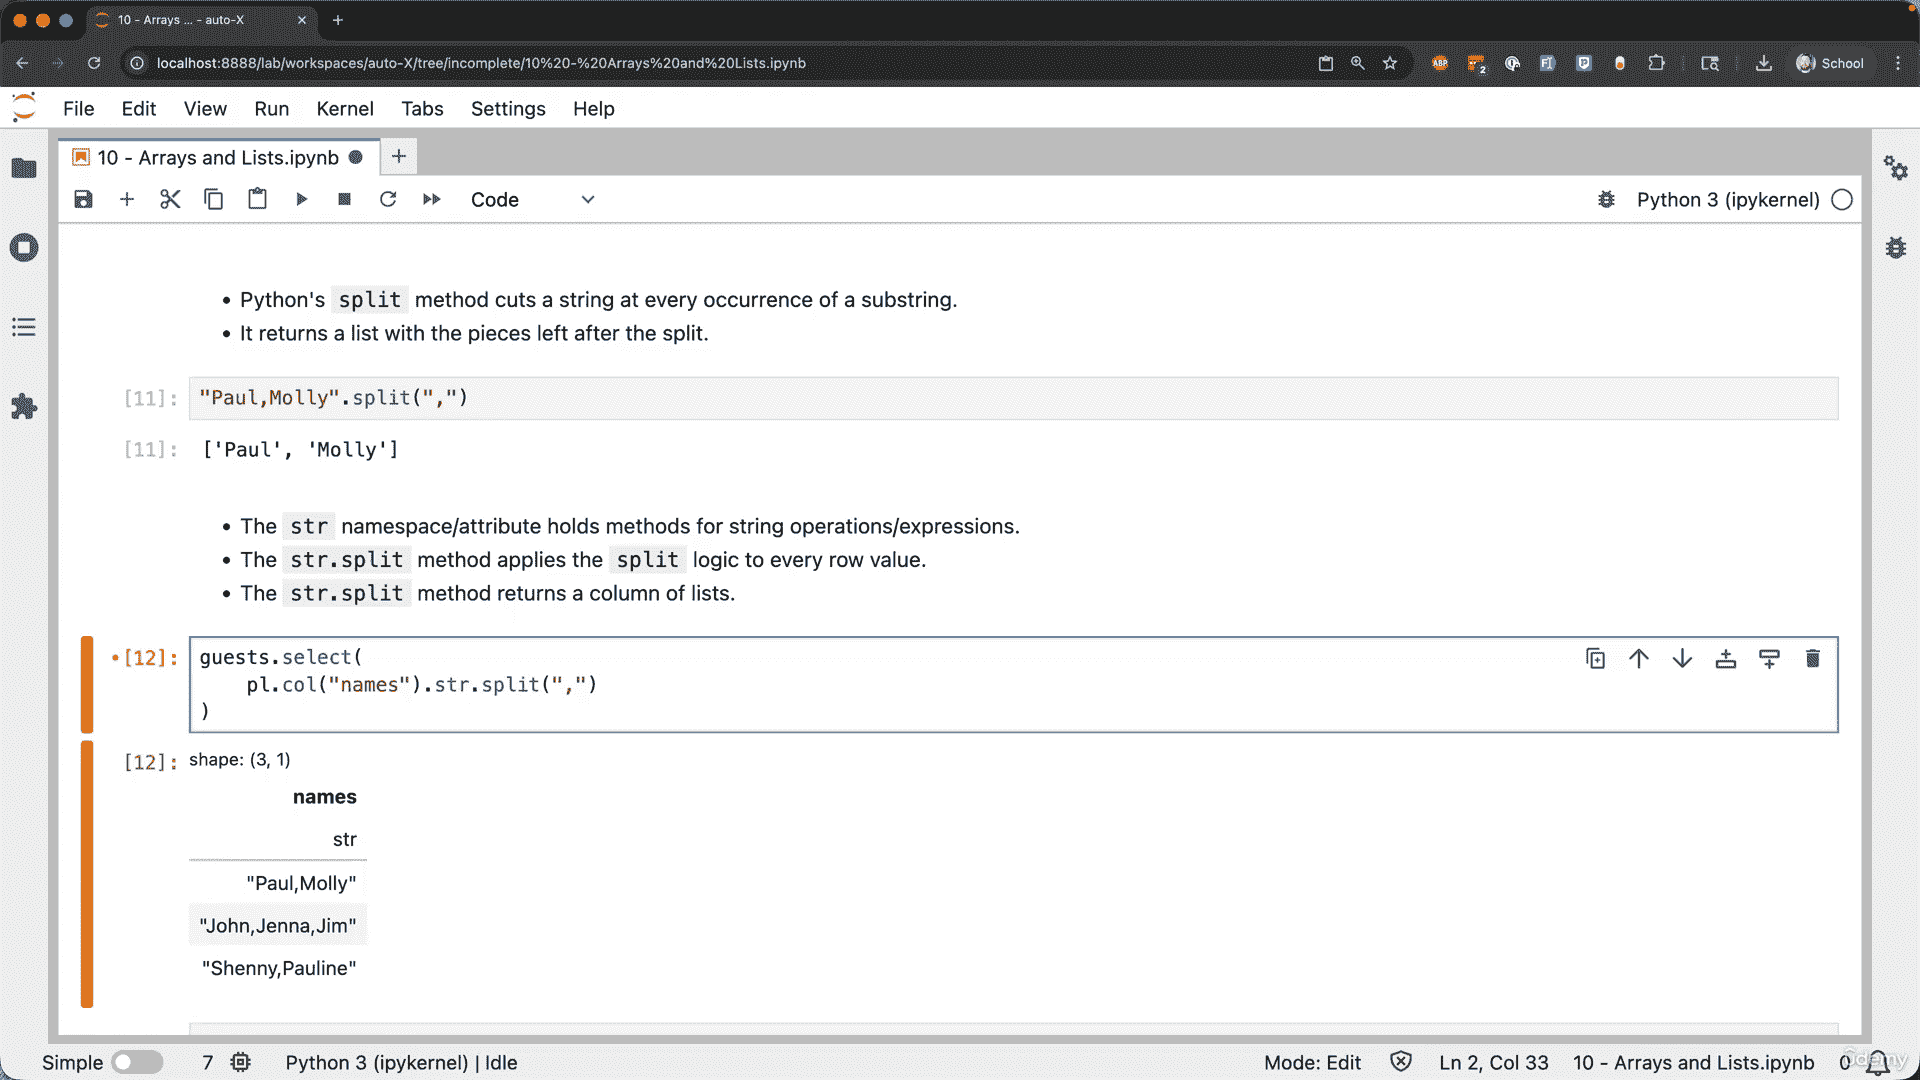 10 - Arrays ... - auto-X
localhost:8888/lab/workspaces/auto-X/tree/incomplete/10%20-%20Arrays%20and%20Lists.ipynb
ABP
2
School
File Edit View Run Kernel Tabs Settings Help
10 - Arrays and Lists.ipynb
Code
Python 3 (ipykernel)
• Python's split method cuts a string at every occurrence of a substring.
• It returns a list with the pieces left after the split.
[11]: "Paul,Molly".split(",")
[11]: ['Paul', 'Molly']
• The str namespace/attribute holds methods for string operations/expressions.
• The str.split method applies the split logic to every row value.
• The str.split method returns a column of lists.
[12]: guests.select(
pl.col("names").str.split(",")
)
[12]: shape: (3, 1)
names
str
"Paul,Molly"
"John,Jenna,Jim"
"Shenny,Pauline"
Simple 7 Python 3 (ipykernel) | Idle Mode: Edit Ln 2, Col 33 10 - Arrays and Lists.ipynb 0
udemy